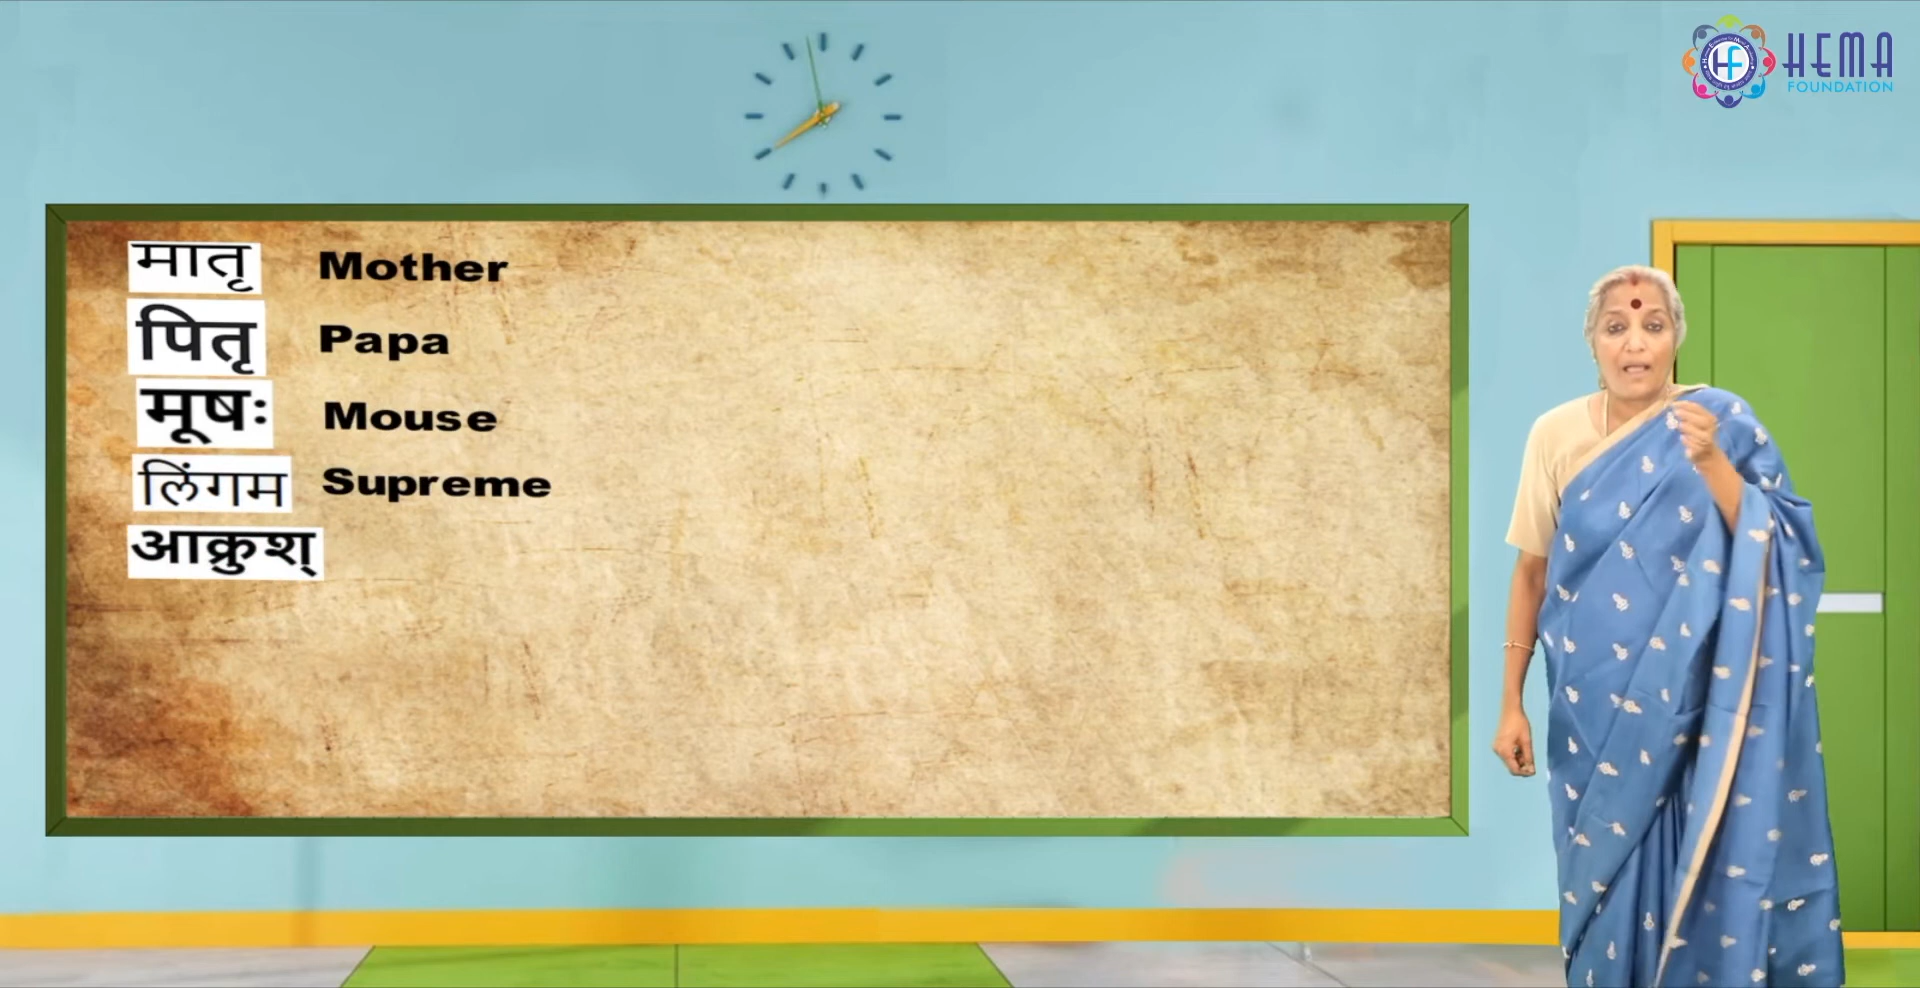 HEMA
FOUNDATION
मातृ Mother
पितृ Papa
मूषः Mouse
लिंगम Supreme
आक्रुश्